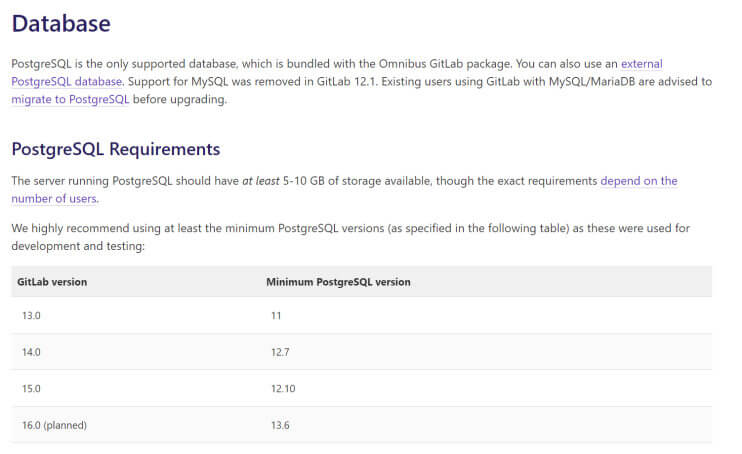 Database
PostgreSQL is the only supported database, which is bundled with the Omnibus GitLab package. You can also use an external
PostgreSQL database. Support for MySQL was removed in GitLab 12.1. Existing users using GitLab with MySQL/MariaDB are advised to
migrate to PostgreSQL before upgrading.
PostgreSQL Requirements
The server running PostgreSQL should have at least 5-10 GB of storage available, though the exact requirements depend on the
number of users.
We highly recommend using at least the minimum PostgreSQL versions (as specified in the following table) as these were used for
development and testing:
GitLab version Minimum PostgreSQL version
13.0 11
14.0 12.7
15.0 12.10
16.0 (planned) 13.6